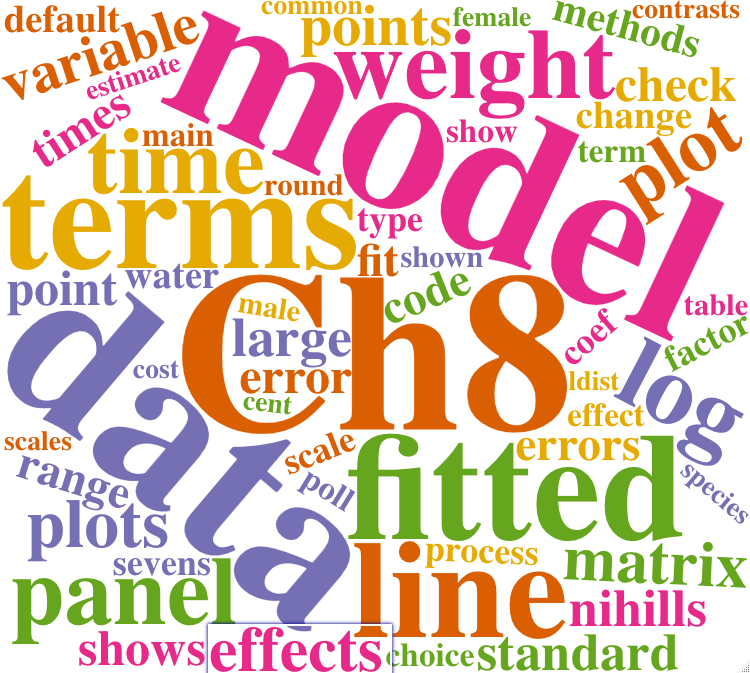 default
common
points
female
methods
contrasts
variable
estimate
model
weight
check
change
times
main
show
term
plot
time
round
terms
type
fit
shown
point
water
code
table
Ch8
male
large
coef
factor
data
cost
error
cent
ldist
log
effect
scales
scale
errors
range
poll
fitted
species
plots
sevens
process
matrix
panel
line
nihills
shows
effects
choice
standard